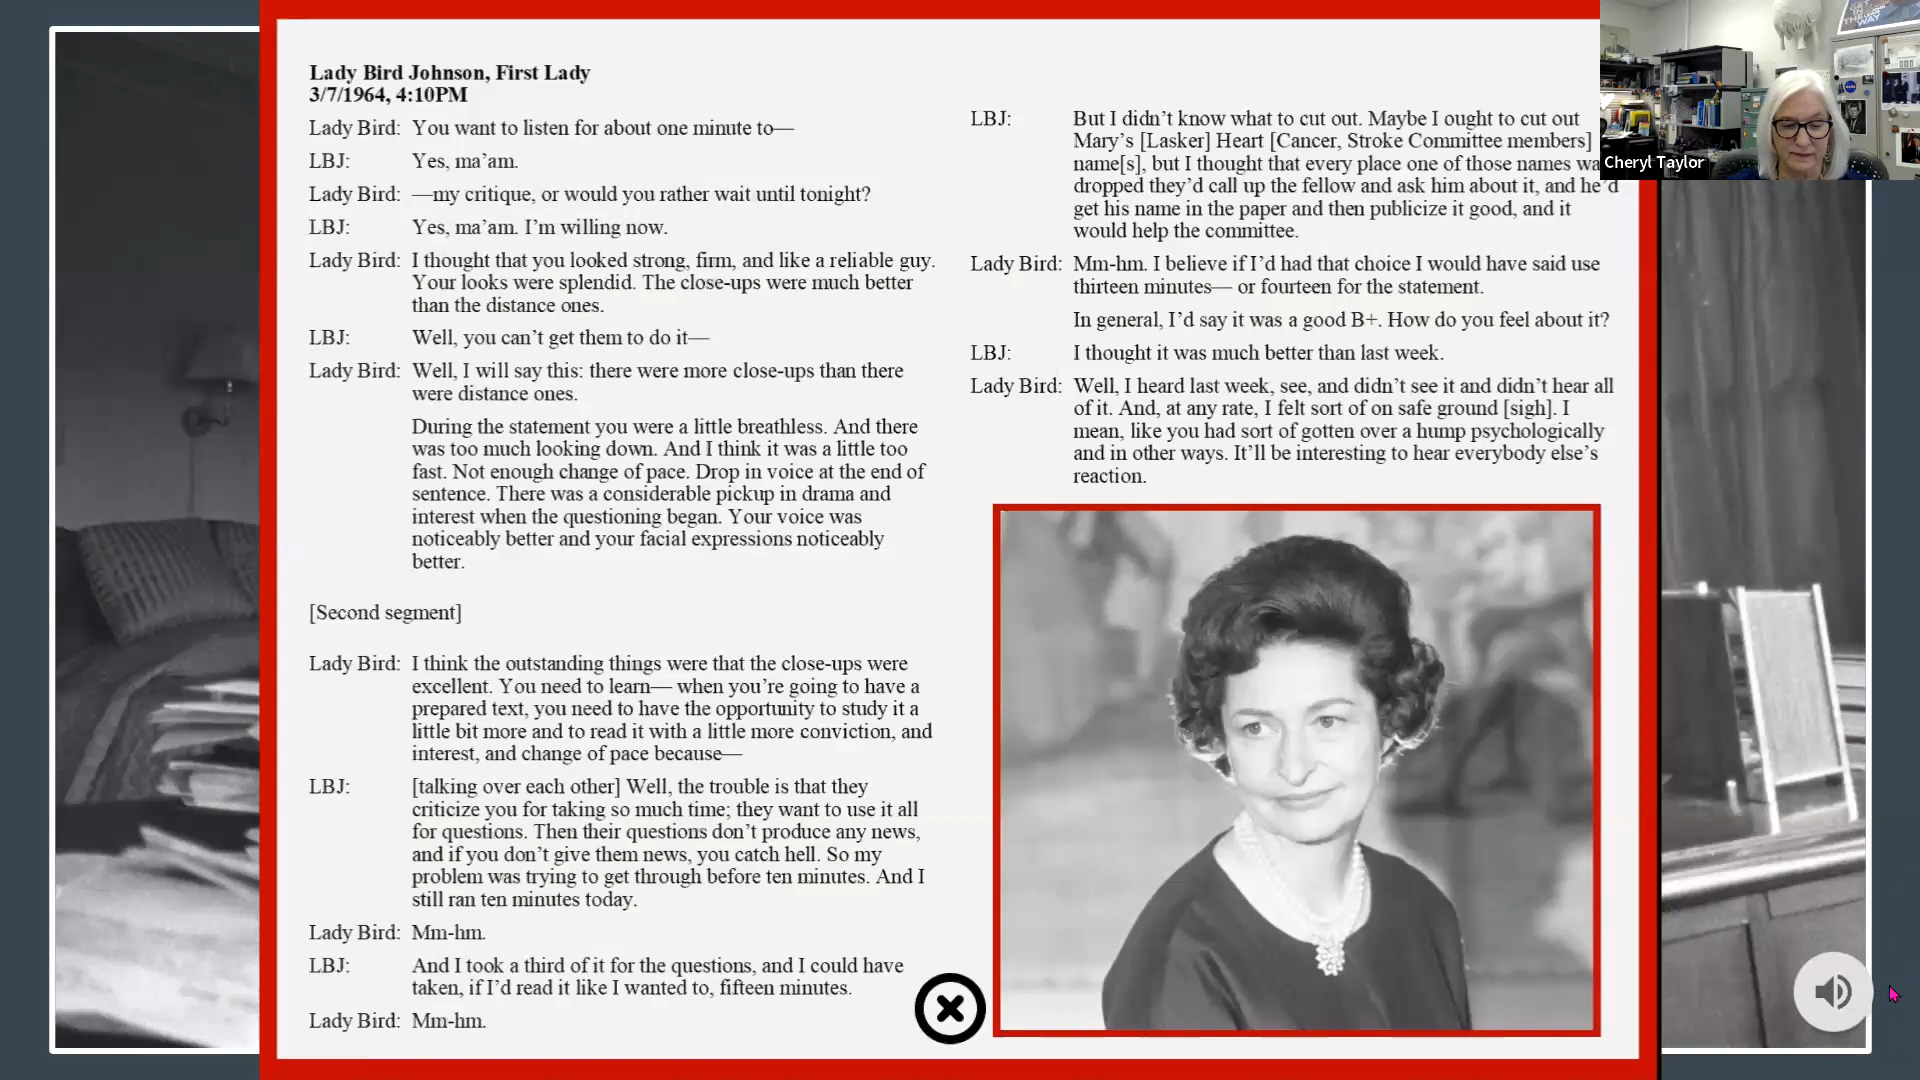 Lady Bird Johnson, First Lady
3/7/1964, 4:10PM
Lady Bird: You want to listen for about one minute to—
LBJ: Yes, ma’am.
Lady Bird: —my critique, or would you rather wait until tonight?
LBJ: Yes, ma’am. I’m willing now.
Lady Bird: I thought that you looked strong, firm, and like a reliable guy.
Your looks were splendid. The close-ups were much better
than the distance ones.
LBJ: Well, you can’t get them to do it—
Lady Bird: Well, I will say this: there were more close-ups than there
were distance ones.
During the statement you were a little breathless. And there
was too much looking down. And I think it was a little too
fast. Not enough change of pace. Drop in voice at the end of
sentence. There was a considerable pickup in drama and
interest when the questioning began. Your voice was
noticeably better and your facial expressions noticeably
better.
[Second segment]
Lady Bird: I think the outstanding things were that the close-ups were
excellent. You need to learn— when you’re going to have a
prepared text, you need to have the opportunity to study it a
little bit more and to read it with a little more conviction, and
interest, and change of pace because—
LBJ: [talking over each other] Well, the trouble is that they
criticize you for taking so much time; they want to use it all
for questions. Then their questions don’t produce any news,
and if you don’t give them news, you catch hell. So my
problem was trying to get through before ten minutes. And I
still ran ten minutes today.
Lady Bird: Mm-hm.
LBJ: And I took a third of it for the questions, and I could have
taken, if I’d read it like I wanted to, fifteen minutes.
Lady Bird: Mm-hm.
LBJ: But I didn’t know what to cut out. Maybe I ought to cut out
Mary’s [Lasker] Heart [Cancer, Stroke Committee members]
name[s], but I thought that every place one of those names wa
dropped they’d call up the fellow and ask him about it, and he’d
get his name in the paper and then publicize it good, and it
would help the committee.
Lady Bird: Mm-hm. I believe if I’d had that choice I would have said use
thirteen minutes— or fourteen for the statement.
In general, I’d say it was a good B+. How do you feel about it?
LBJ: I thought it was much better than last week.
Lady Bird: Well, I heard last week, see, and didn’t see it and didn’t hear all
of it. And, at any rate, I felt sort of on safe ground [sigh]. I
mean, like you had sort of gotten over a hump psychologically
and in other ways. It’ll be interesting to hear everybody else’s
reaction.
Cheryl Taylor
GET
IN
THE
WAY
NASA